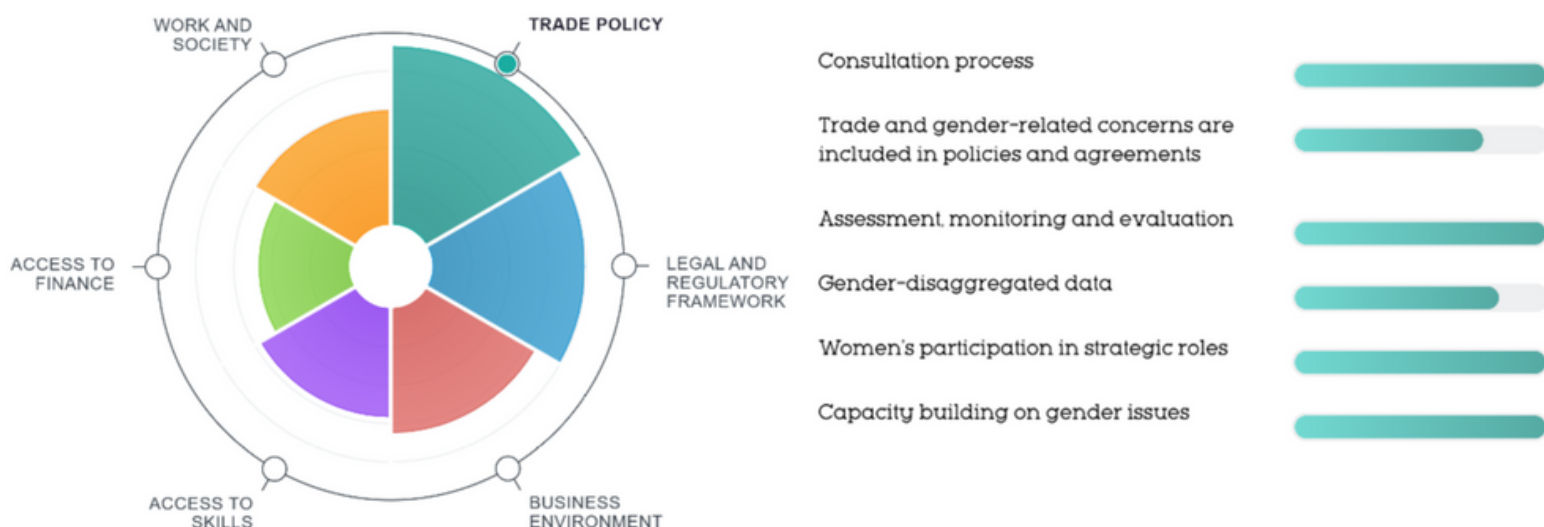 WORK AND
SOCIETY
TRADE POLICY
ACCESS TO
FINANCE
LEGAL AND
REGULATORY
FRAMEWORK
ACCESS TO
SKILLS
BUSINESS
ENVIRONMENT
Consultation process
Trade and gender-related concerns are
included in policies and agreements
Assessment, monitoring and evaluation
Gender-disaggregated data
Women's participation in strategic roles
Capacity building on gender issues